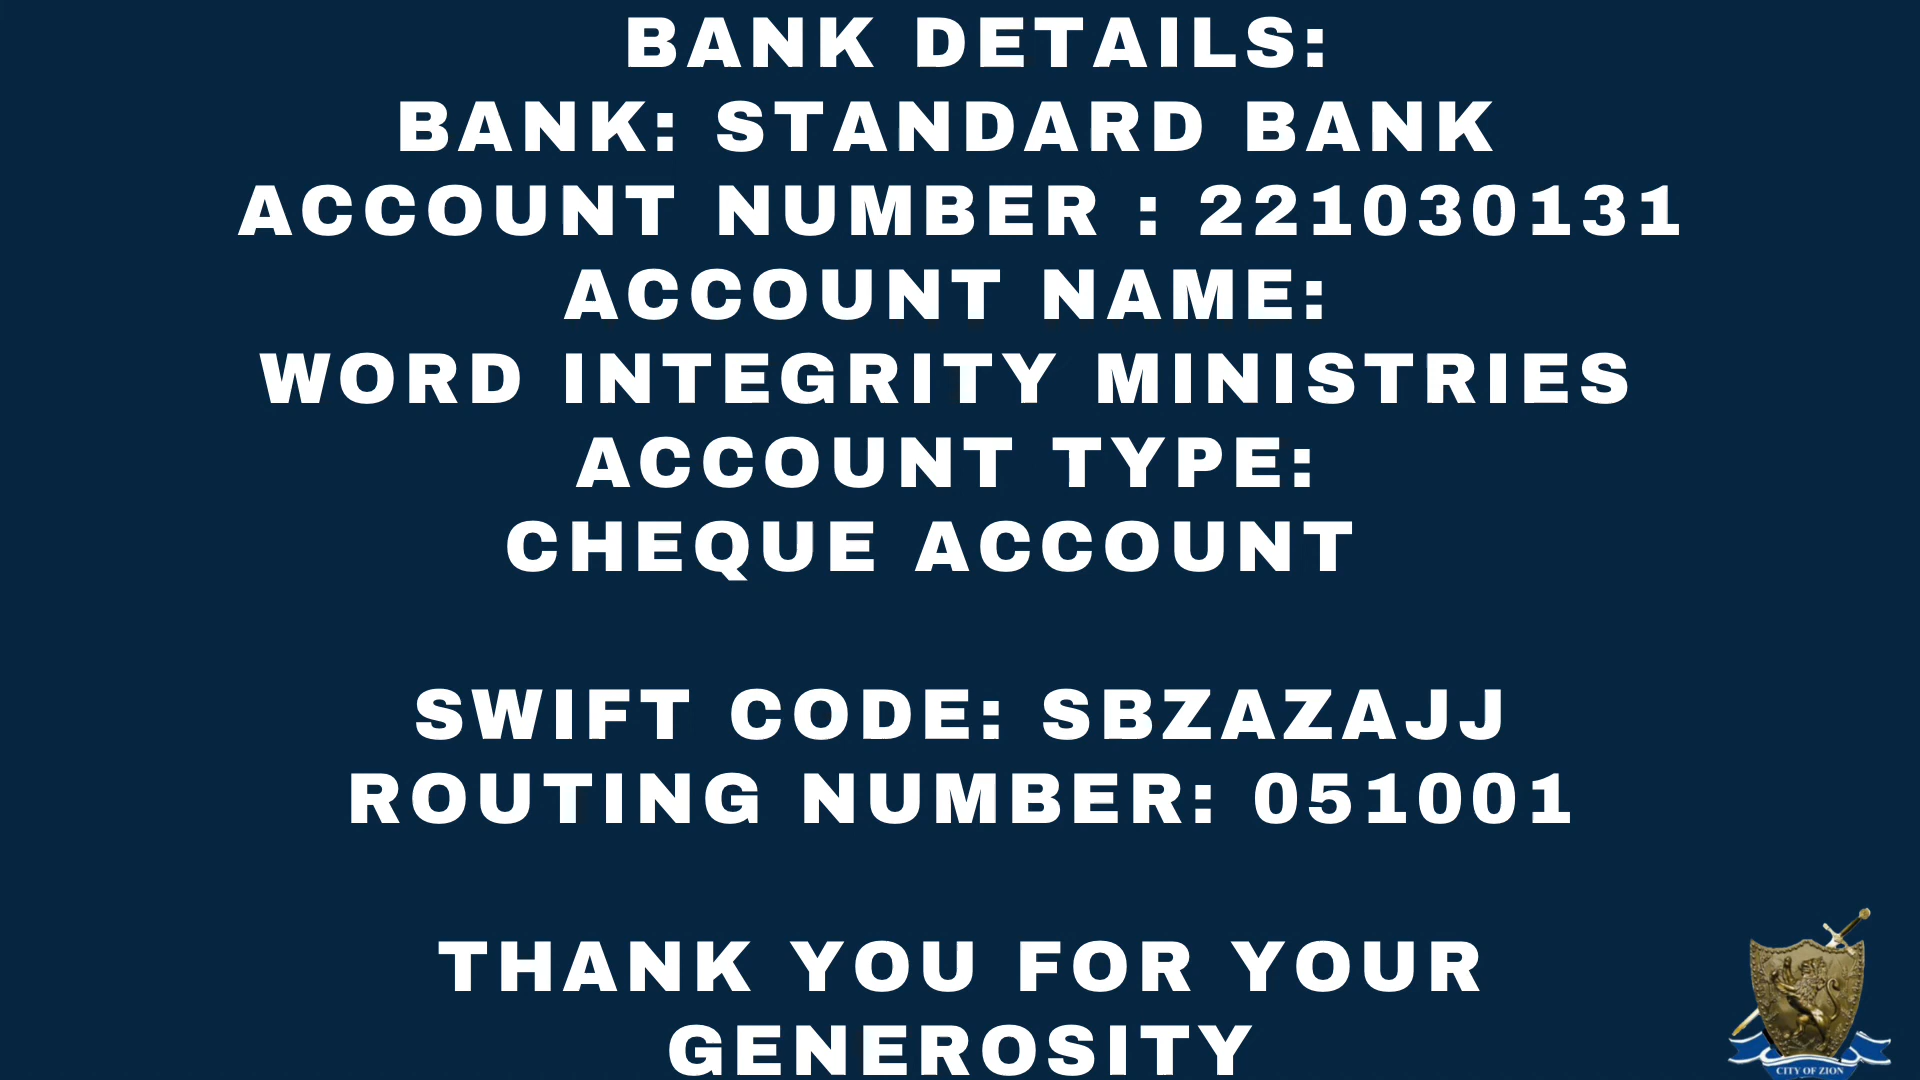 BANK DETAILS:
BANK: STANDARD BANK
ACCOUNT NUMBER : 221030131
ACCOUNT NAME:
WORD INTEGRITY MINISTRIES
ACCOUNT TYPE:
CHEQUE ACCOUNT
SWIFT CODE: SBZAZAJJ
ROUTING NUMBER: 051001
THANK YOU FOR YOUR
GENEROSITY
CITY OF ZION